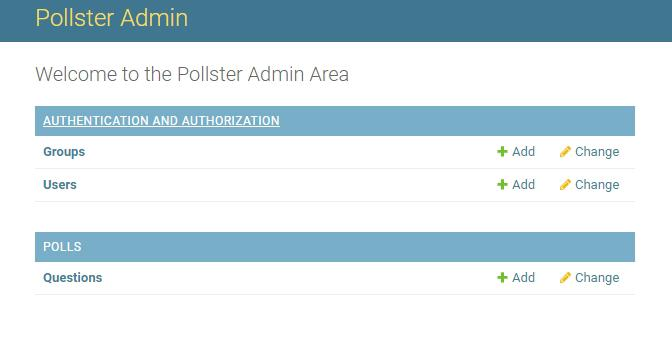 Pollster Admin
Welcome to the Pollster Admin Area
AUTHENTICATION AND AUTHORIZATION
Groups Add Change
Users Add Change
POLLS
Questions Add Change